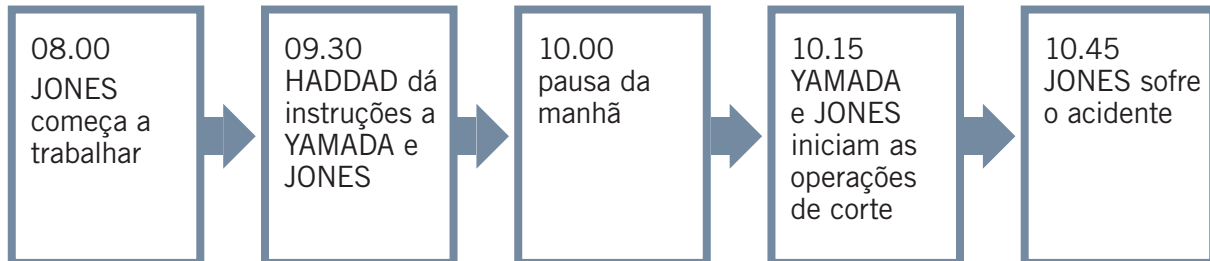 08.00
JONES
começa a
trabalhar
09.30
HADDAD dá
instruções a
YAMADA e
JONES
10.00
pausa da
manhã
10.15
YAMADA
e JONES
iniciam as
operações
de corte
10.45
JONES sofre
o acidente